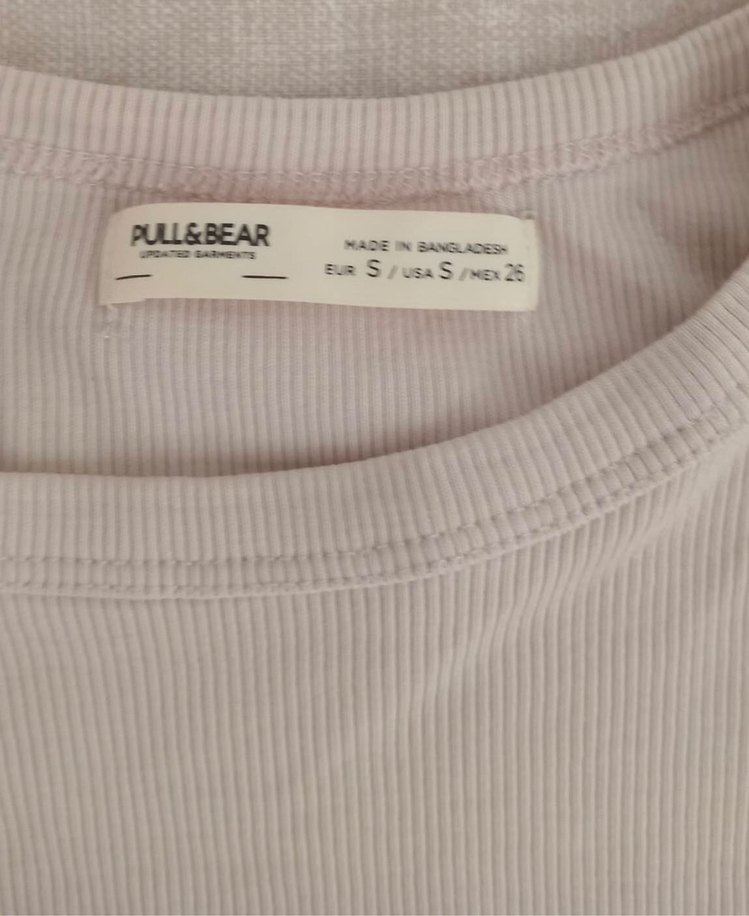 PULL&BEAR
UPDATED GARMENTS
MADE IN BANGLADESH
EUR S / USA S / MEX 26